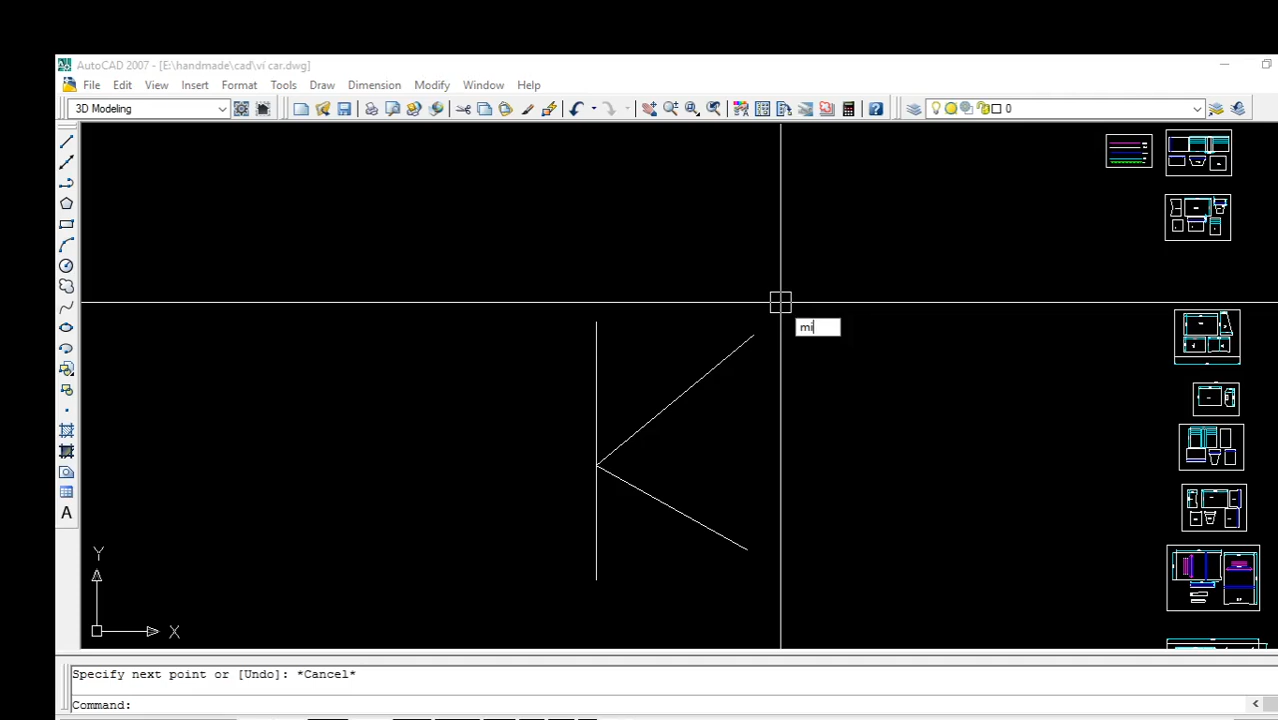 AutoCAD 2007 - [E:\handmade\cad\ví car.dwg]
File Edit View Insert Format Tools Draw Dimension Modify Window Help
3D Modeling
0
mi
A
Y
X
Specify next point or [Undo]: *Cancel*
Command: